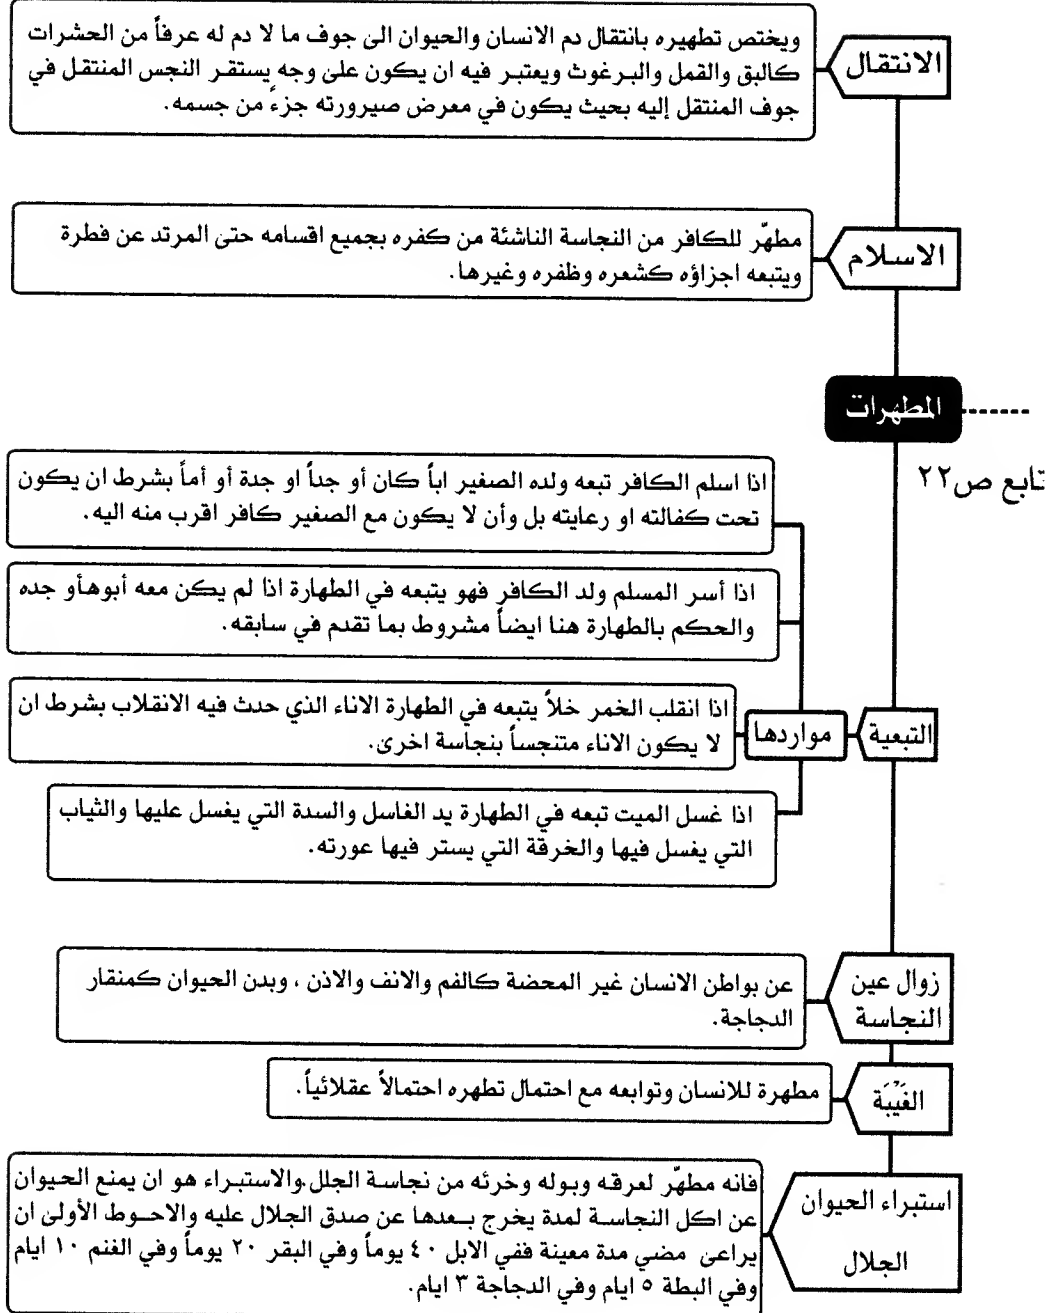 الانتقال
ويختص تطهيره بانتقال دم الانسان والحيوان الى جوف ما لا دم له عرفاً من الحشرات
كالبق والقمل والبرغوث ويعتبر فيه ان يكون على وجه يستقر النجس المنتقل في
جوف المنتقل إليه بحيث يكون في معرض صيرورته جزءً من جسمه.
الاسلام
مطهّر للكافر من النجاسة الناشئة من كفره بجميع اقسامه حتى المرتد عن فطرة
ويتبعه اجزاؤه كشعره وظفره وغيرها.
المطهرات
تابع ص٢٢
اذا اسلم الكافر تبعه ولده الصغير اباً كان أو جداً او جدة أو أماً بشرط ان يكون
تحت كفالته او رعايته بل وأن لا يكون مع الصغير كافر اقرب منه اليه.
اذا أسر المسلم ولد الكافر فهو يتبعه في الطهارة اذا لم يكن معه أبوهأو جده
والحكم بالطهارة هنا ايضاً مشروط بما تقدم في سابقه.
التبعية
مواردها
اذا انقلب الخمر خلاً يتبعه في الطهارة الاناء الذي حدث فيه الانقلاب بشرط ان
لا يكون الاناء متنجساً بنجاسة اخرى.
اذا غسل الميت تبعه في الطهارة يد الغاسل والسدة التي يغسل عليها والثياب
التي يغسل فيها والخرقة التي يستر فيها عورته.
زوال عين
النجاسة
عن بواطن الانسان غير المحضة كالفم والانف والاذن ، وبدن الحيوان كمنقار
الدجاجة.
الغَيْبَة
مطهرة للانسان وتوابعه مع احتمال تطهره احتمالاً عقلائياً.
استبراء الحيوان
الجلال
فانه مطهّر لعرقه وبوله وخرئه من نجاسة الجلل.والاستبراء هو ان يمنع الحيوان
عن اكل النجاسة لمدة يخرج بعدها عن صدق الجلال عليه والاحوط الأولى ان
يراعى مضي مدة معينة ففي الابل ٤٠ يوماً وفي البقر ٢٠ يوماً وفي الغنم ١٠ ايام
وفي البطة ٥ ايام وفي الدجاجة ٣ ايام.